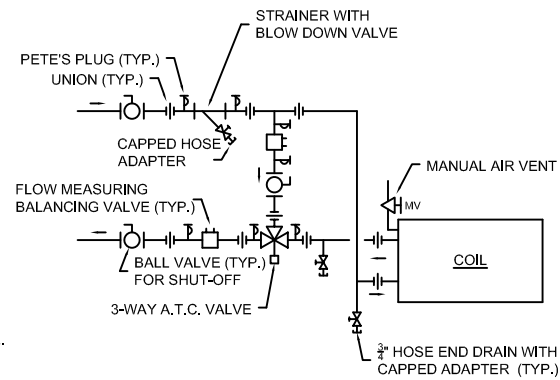 STRAINER WITH
BLOW DOWN VALVE
PETE'S PLUG (TYP.)
UNION (TYP.)
CAPPED HOSE
ADAPTER
MANUAL AIR VENT
FLOW MEASURING
BALANCING VALVE (TYP.)
MV
COIL
BALL VALVE (TYP.)
FOR SHUT-OFF
3-WAY A.T.C. VALVE
3/4" HOSE END DRAIN WITH
CAPPED ADAPTER (TYP.)